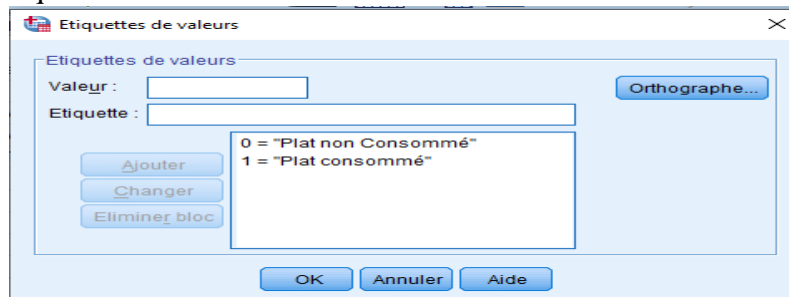 Etiquettes de valeurs
Etiquettes de valeurs
Valeur :
Orthographe...
Etiquette :
0 = "Plat non Consommé"
1 = "Plat consommé"
Ajouter
Changer
Eliminer bloc
OK Annuler Aide